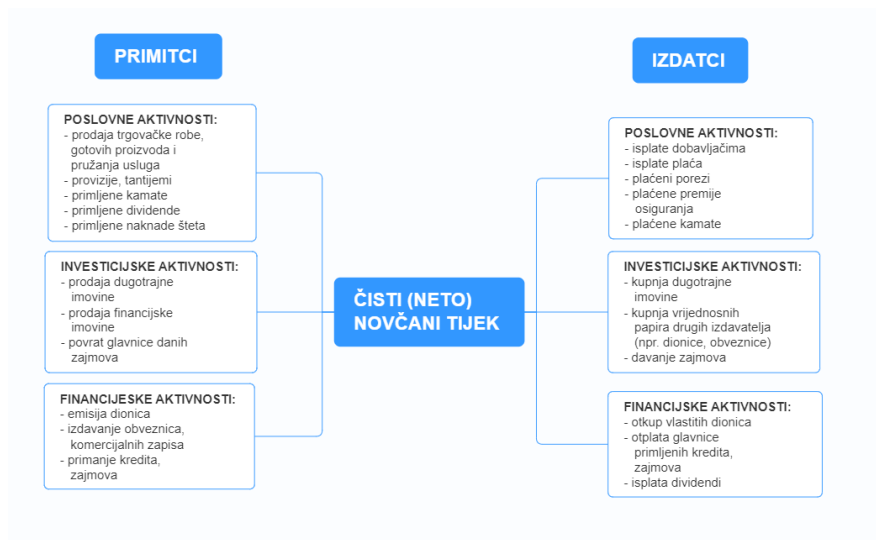 PRIMITCI
POSLOVNE AKTIVNOSTI:
- prodaja trgovačke robe,
gotovih proizvoda i
pružanja usluga
- provizije, tantijemi
- primljene kamate
- primljene dividende
- primljene naknade šteta
INVESTICIJSKE AKTIVNOSTI:
- prodaja dugotrajne
imovine
- prodaja financijske
imovine
- povrat glavnice danih
zajmova
FINANCIJESKE AKTIVNOSTI:
- emisija dionica
- izdavanje obveznica,
komercijalnih zapisa
- primanje kredita,
zajmova
ČISTI (NETO)
NOVČANI TIJEK
IZDATCI
POSLOVNE AKTIVNOSTI:
- isplate dobavljačima
- isplate plaća
- plaćeni porezi
- plaćene premije
osiguranja
- plaćene kamate
INVESTICIJSKE AKTIVNOSTI:
- kupnja dugotrajne
imovine
- kupnja vrijednosnih
papira drugih izdavatelja
(npr. dionice, obveznice)
- davanje zajmova
FINANCIJSKE AKTIVNOSTI:
- otkup vlastitih dionica
- otplata glavnice
primljenih kredita,
zajmova
- isplata dividendi